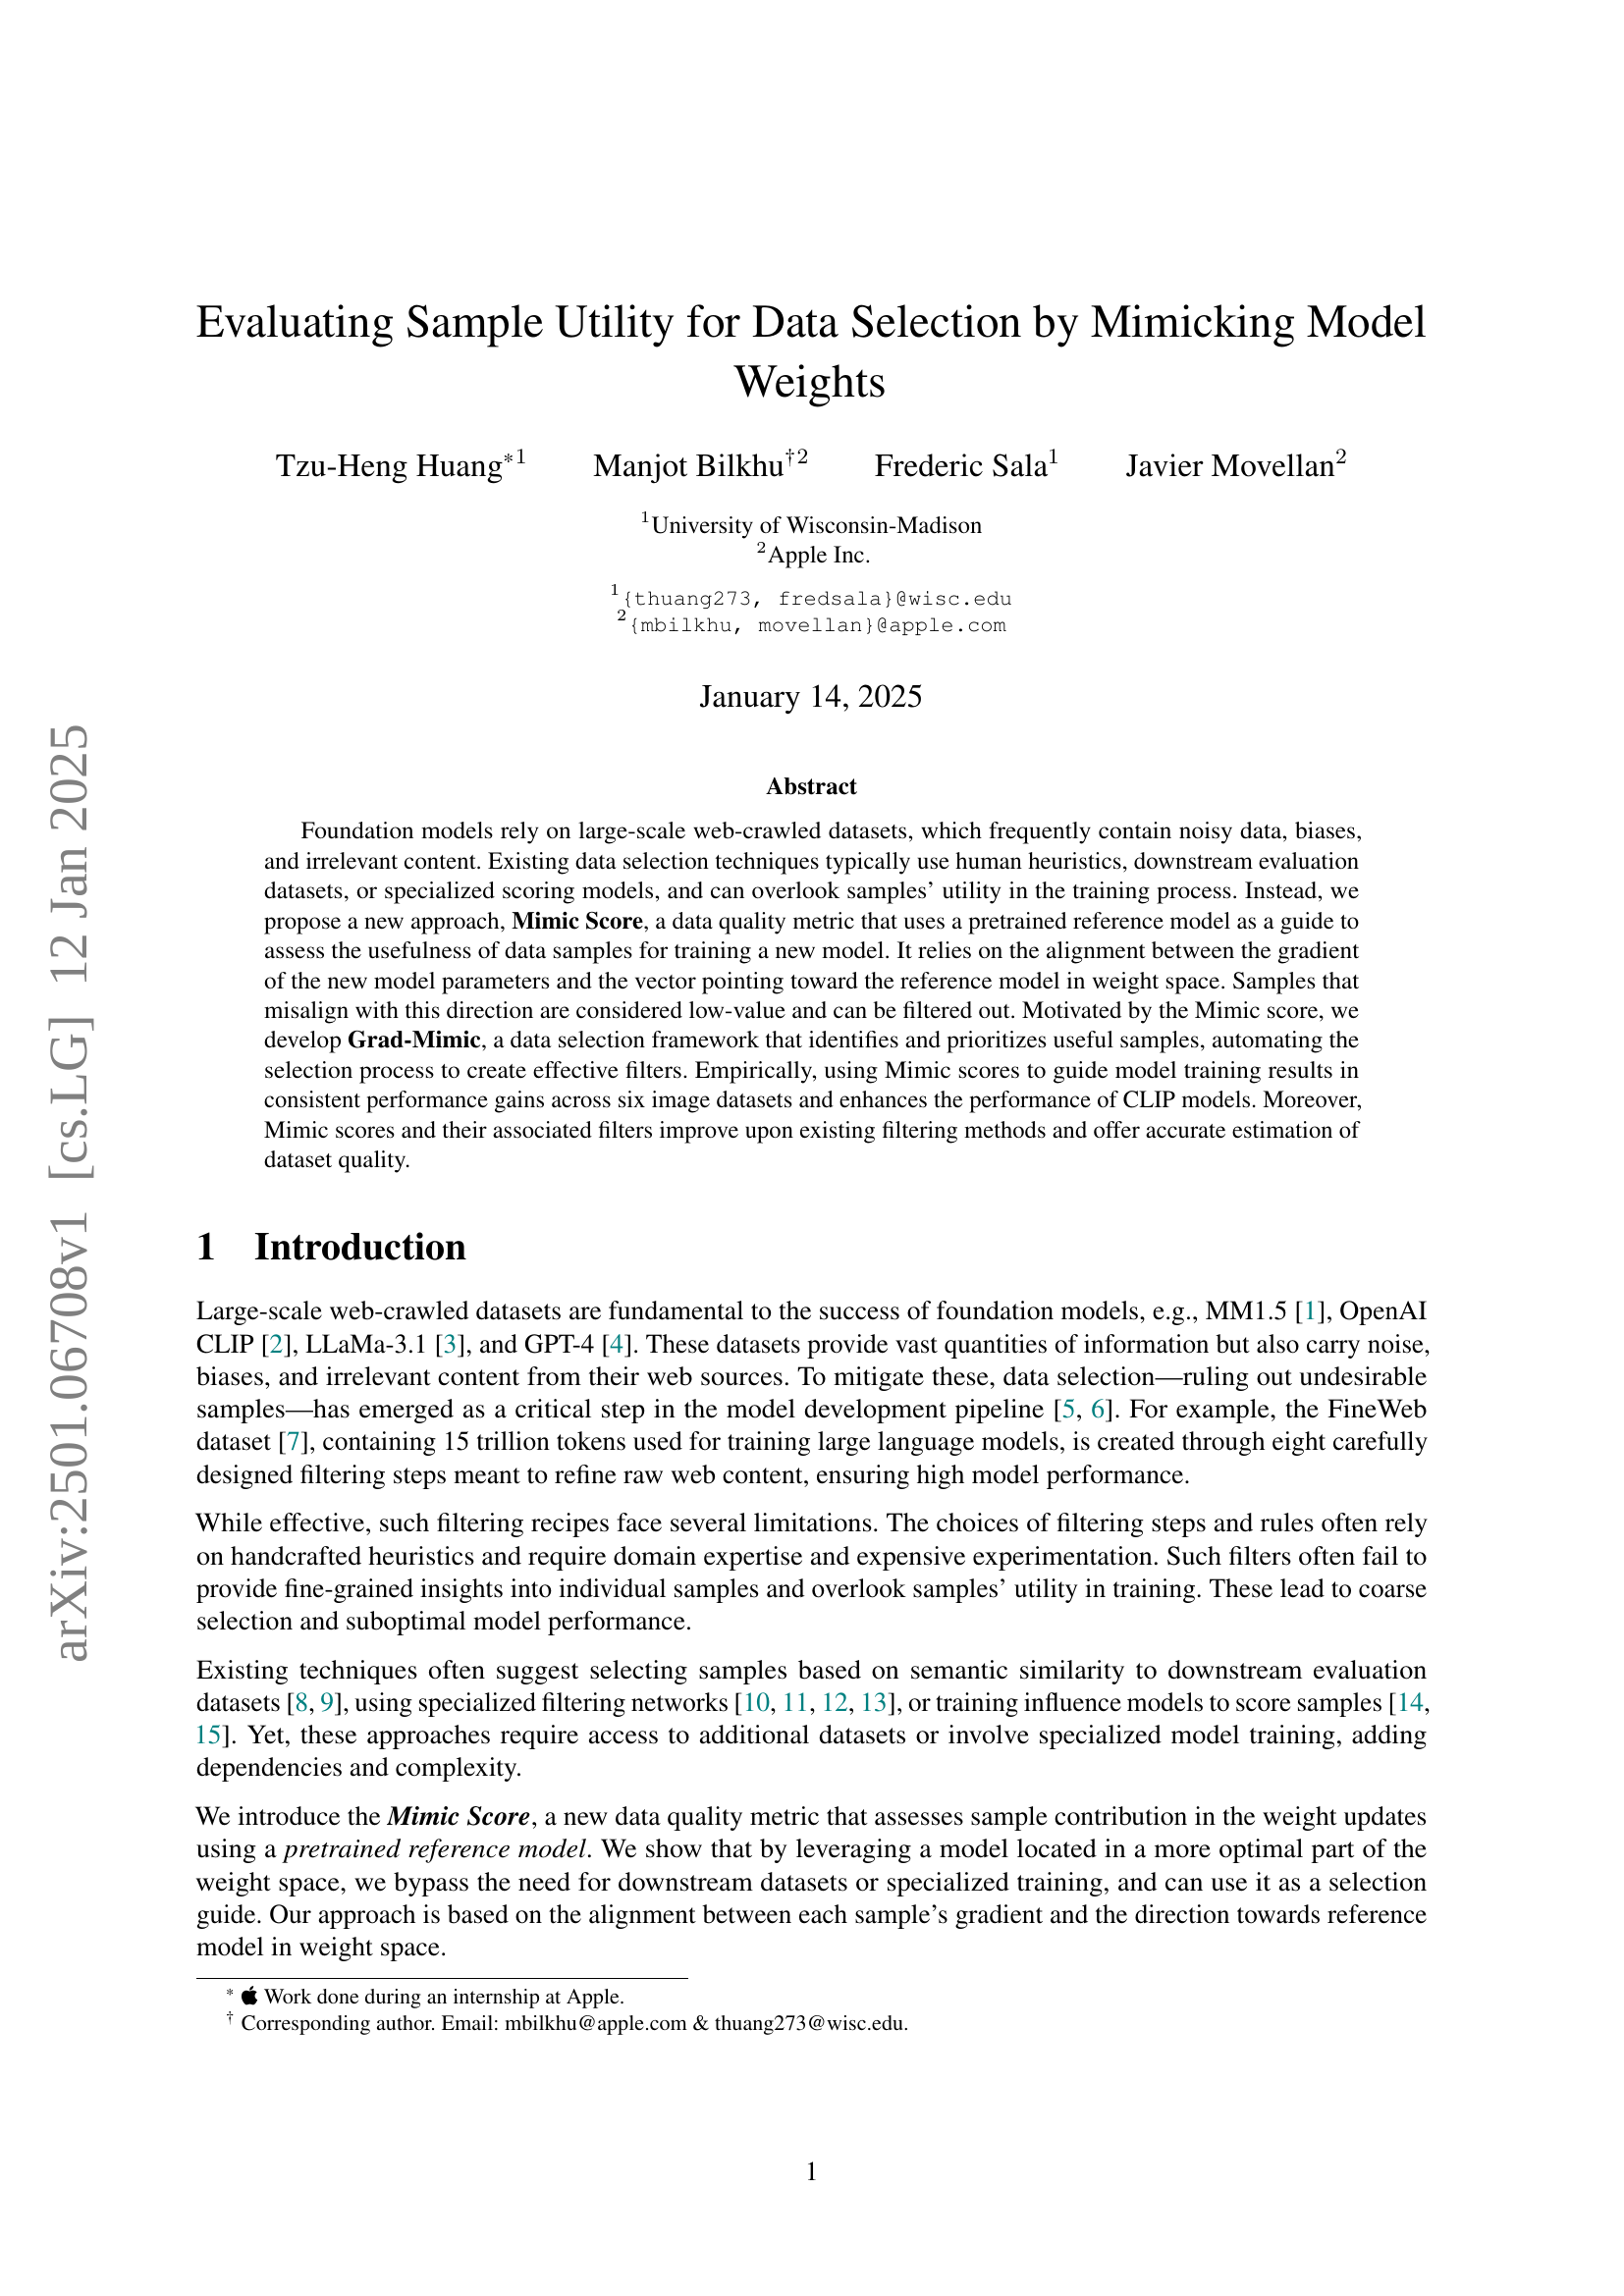 Evaluating Sample Utility for Data Selection by Mimicking Model
Weights
Tzu-Heng Huang*1 Manjot Bilkhu†2 Frederic Sala1 Javier Movellan2
1University of Wisconsin-Madison
2Apple Inc.
1{thuang273, fredsala}@wisc.edu
2{mbilkhu, movellan}@apple.com
January 14, 2025
Abstract
Foundation models rely on large-scale web-crawled datasets, which frequently contain noisy data, biases,
and irrelevant content. Existing data selection techniques typically use human heuristics, downstream evaluation
datasets, or specialized scoring models, and can overlook samples’ utility in the training process. Instead, we
propose a new approach, Mimic Score, a data quality metric that uses a pretrained reference model as a guide to
assess the usefulness of data samples for training a new model. It relies on the alignment between the gradient
of the new model parameters and the vector pointing toward the reference model in weight space. Samples that
misalign with this direction are considered low-value and can be filtered out. Motivated by the Mimic score, we
develop Grad-Mimic, a data selection framework that identifies and prioritizes useful samples, automating the
selection process to create effective filters. Empirically, using Mimic scores to guide model training results in
consistent performance gains across six image datasets and enhances the performance of CLIP models. Moreover,
Mimic scores and their associated filters improve upon existing filtering methods and offer accurate estimation of
dataset quality.
1 Introduction
Large-scale web-crawled datasets are fundamental to the success of foundation models, e.g., MM1.5 [1], OpenAI
CLIP [2], LLaMa-3.1 [3], and GPT-4 [4]. These datasets provide vast quantities of information but also carry noise,
biases, and irrelevant content from their web sources. To mitigate these, data selection—ruling out undesirable
samples—has emerged as a critical step in the model development pipeline [5, 6]. For example, the FineWeb
dataset [7], containing 15 trillion tokens used for training large language models, is created through eight carefully
designed filtering steps meant to refine raw web content, ensuring high model performance.
While effective, such filtering recipes face several limitations. The choices of filtering steps and rules often rely
on handcrafted heuristics and require domain expertise and expensive experimentation. Such filters often fail to
provide fine-grained insights into individual samples and overlook samples’ utility in training. These lead to coarse
selection and suboptimal model performance.
Existing techniques often suggest selecting samples based on semantic similarity to downstream evaluation
datasets [8, 9], using specialized filtering networks [10, 11, 12, 13], or training influence models to score samples [14,
15]. Yet, these approaches require access to additional datasets or involve specialized model training, adding
dependencies and complexity.
We introduce the Mimic Score, a new data quality metric that assesses sample contribution in the weight updates
using a pretrained reference model. We show that by leveraging a model located in a more optimal part of the
weight space, we bypass the need for downstream datasets or specialized training, and can use it as a selection
guide. Our approach is based on the alignment between each sample’s gradient and the direction towards reference
model in weight space.
* Work done during an internship at Apple.
† Corresponding author. Email: mbilkhu@apple.com & thuang273@wisc.edu.
1
arXiv:2501.06708v1 [cs.LG] 12 Jan 2025